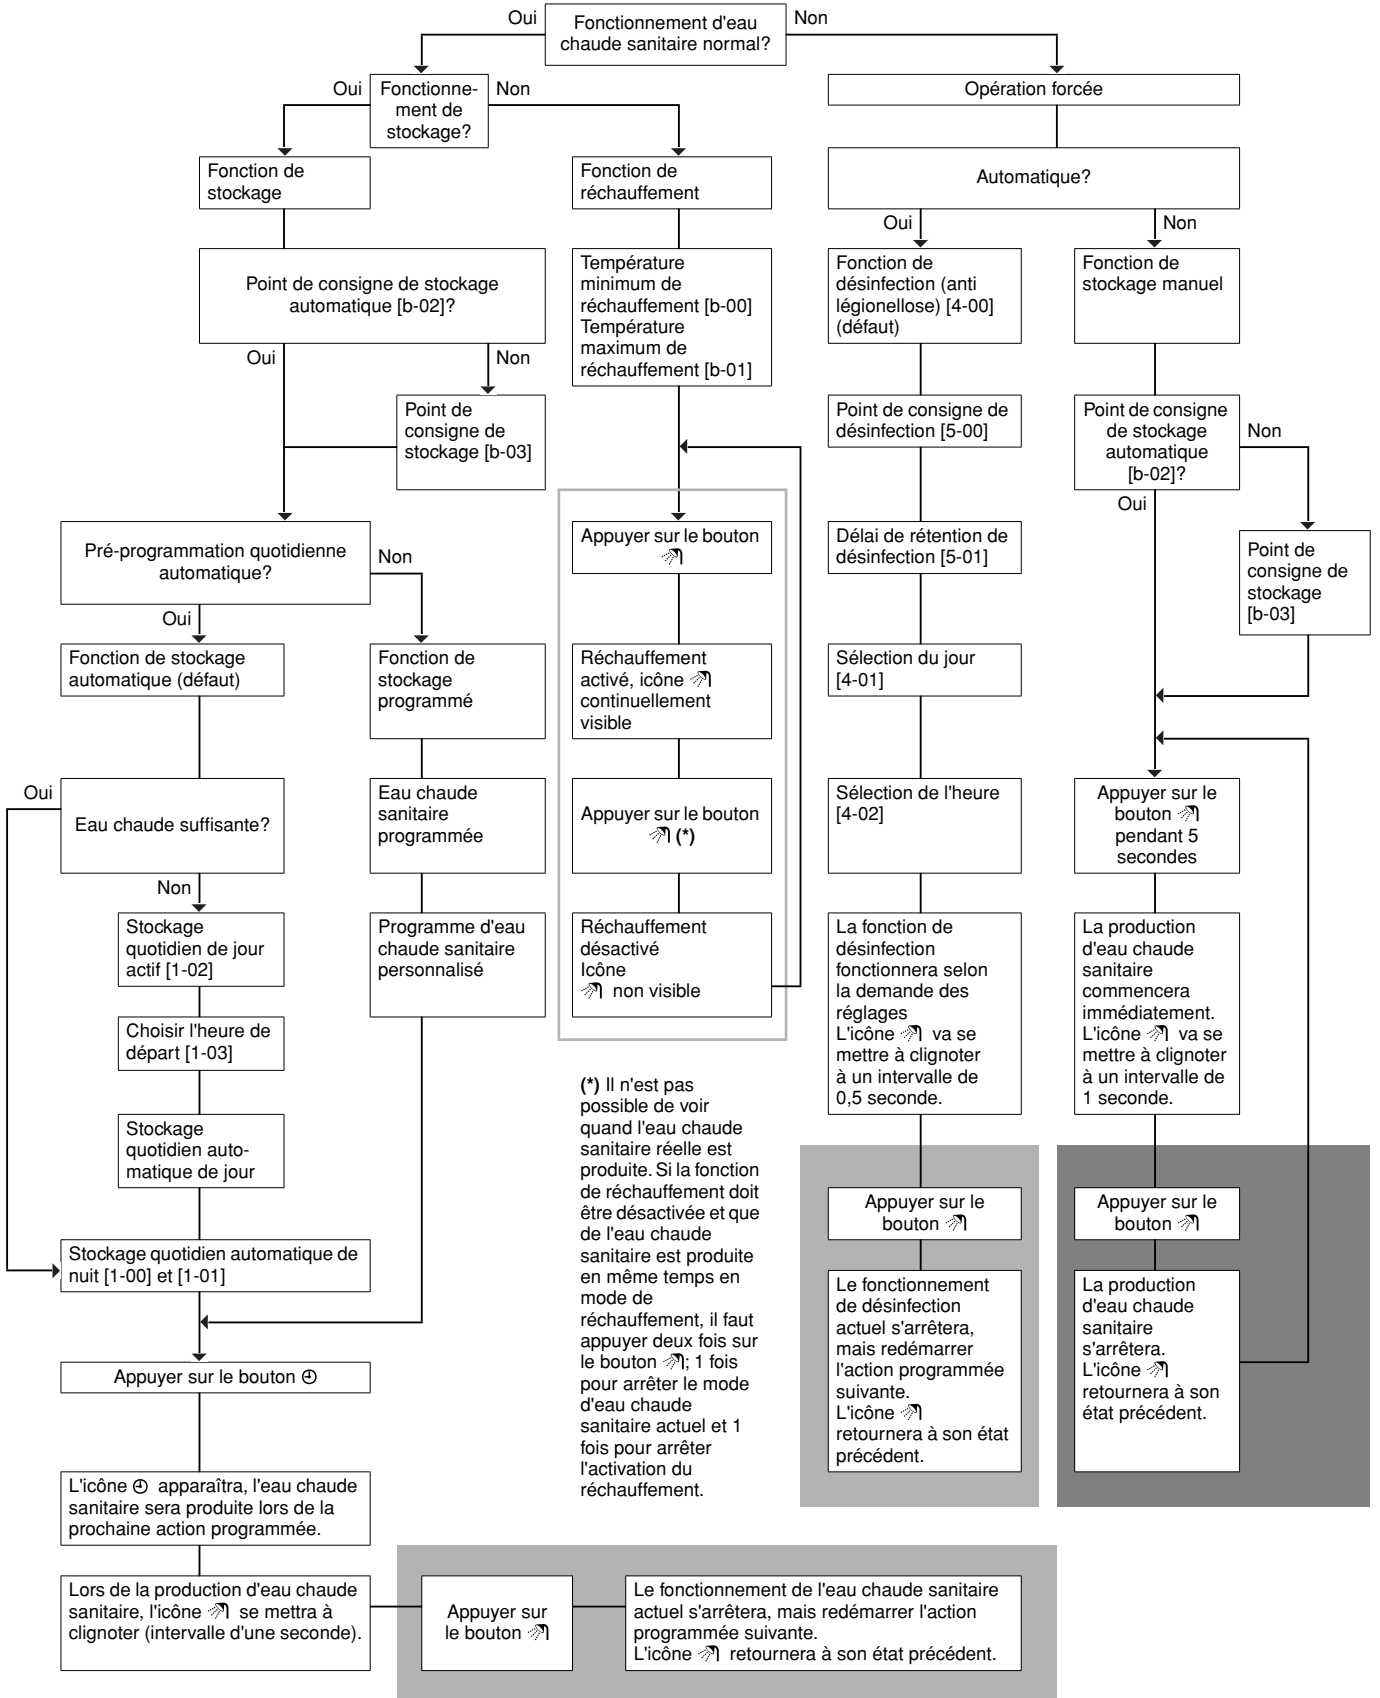 Oui
Fonctionnement d'eau
chaude sanitaire normal?
Non
Oui
Fonctionne-
ment de
stockage?
Non
Opération forcée
Fonction de
stockage
Fonction de
réchauffement
Automatique?
Oui
Non
Point de consigne de stockage
automatique [b-02]?
Température
minimum de
réchauffement [b-00]
Température
maximum de
réchauffement [b-01]
Fonction de
désinfection (anti
légionellose) [4-00]
(défaut)
Fonction de
stockage manuel
Oui
Non
Point de
consigne de
stockage [b-03]
Point de consigne de
désinfection [5-00]
Point de consigne
de stockage
automatique
[b-02]?
Non
Oui
Pré-programmation quotidienne
automatique?
Non
Appuyer sur le bouton
Délai de rétention de
désinfection [5-01]
Point de
consigne de
stockage
[b-03]
Oui
Fonction de stockage
automatique (défaut)
Fonction de
stockage
programmé
Réchauffement
activé, icône
continuellement
visible
Sélection du jour
[4-01]
Oui
Eau chaude suffisante?
Eau chaude
sanitaire
programmée
Appuyer sur le bouton
(*)
Sélection de l'heure
[4-02]
Appuyer sur le
bouton
pendant 5
secondes
Non
Stockage
quotidien de jour
actif [1-02]
Programme d'eau
chaude sanitaire
personnalisé
Réchauffement
désactivé
Icône
non visible
La fonction de
désinfection
fonctionnera selon
la demande des
réglages
L'icône va se
mettre à clignoter
à un intervalle de
0,5 seconde.
La production
d'eau chaude
sanitaire
commencera
immédiatement.
L'icône va se
mettre à clignoter
à un intervalle de
1 seconde.
Choisir l'heure de
départ [1-03]
Stockage
quotidien auto-
matique de jour
(*) Il n'est pas
possible de voir
quand l'eau chaude
sanitaire réelle est
produite. Si la fonction
de réchauffement doit
être désactivée et que
de l'eau chaude
sanitaire est produite
en même temps en
mode de
réchauffement, il faut
appuyer deux fois sur
le bouton ; 1 fois
pour arrêter le mode
d'eau chaude
sanitaire actuel et 1
fois pour arrêter
l'activation du
réchauffement.
Appuyer sur le
bouton
Appuyer sur le
bouton
Stockage quotidien automatique de
nuit [1-00] et [1-01]
Le fonctionnement
de désinfection
actuel s'arrêtera,
mais redémarrer
l'action programmée
suivante.
L'icône
retournera à son état
précédent.
La production
d'eau chaude
sanitaire
s'arrêtera.
L'icône
retournera à son
état précédent.
Appuyer sur le bouton
L'icône apparaîtra, l'eau chaude
sanitaire sera produite lors de la
prochaine action programmée.
Lors de la production d'eau chaude
sanitaire, l'icône se mettra à
clignoter (intervalle d'une seconde).
Appuyer sur
le bouton
Le fonctionnement de l'eau chaude sanitaire
actuel s'arrêtera, mais redémarrer l'action
programmée suivante.
L'icône retournera à son état précédent.